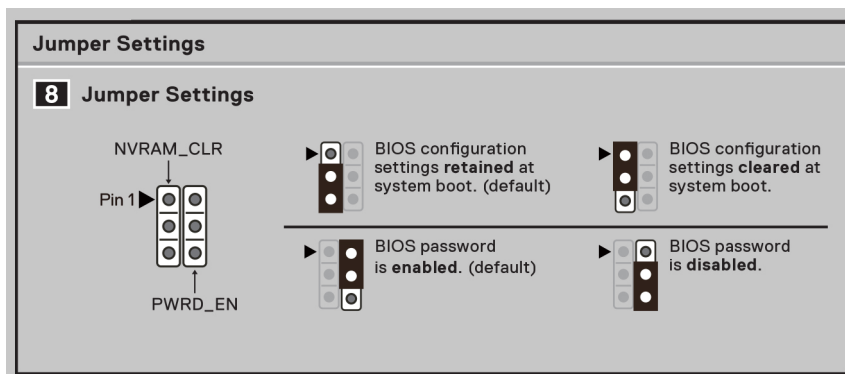 Jumper Settings
8 Jumper Settings
NVRAM_CLR
Pin 1
PWRD_EN
BIOS configuration
settings retained at
system boot. (default)
BIOS configuration
settings cleared at
system boot.
BIOS password
is enabled. (default)
BIOS password
is disabled.